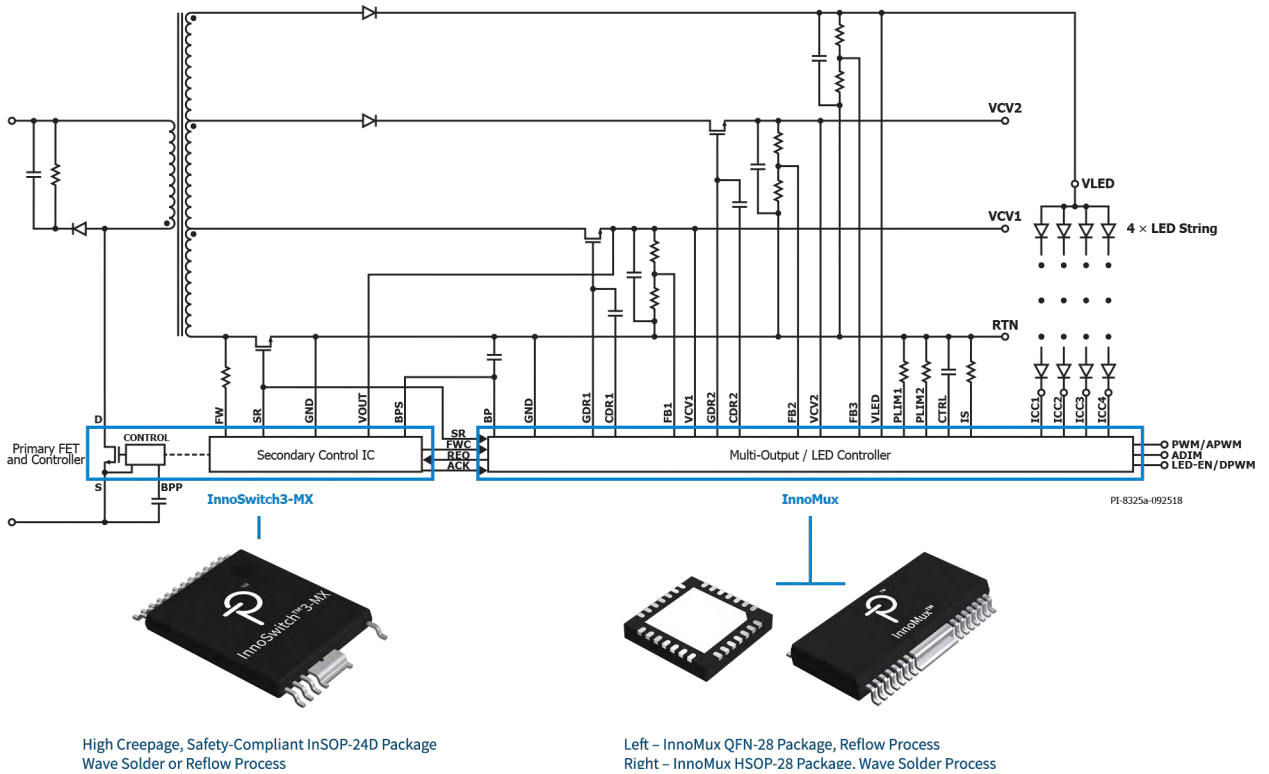 VCV2
VLED
VCV1
4 × LED String
RTN
D
FW
SR
GND
VOUT
BPS
BP
GND
GDR1
CDR1
FB1
VCV1
GDR2
CDR2
FB2
VCV2
FB3
VLED
PLIM1
PLIM2
CTRL
IS
ICC1
ICC2
ICC3
ICC4
Primary FET
and Controller
CONTROL
Secondary Control IC
SR
FWC
REQ
ACK
Multi-Output / LED Controller
PWM/APWM
ADIM
LED-EN/DPWM
S
BPP
InnoSwitch3-MX
InnoMux
PI-8325a-092518
InnoSwitch™3-MX
InnoMux™
High Creepage, Safety-Compliant InSOP-24D Package
Wave Solder or Reflow Process
Left – InnoMux QFN-28 Package, Reflow Process
Right – InnoMux HSOP-28 Package, Wave Solder Process